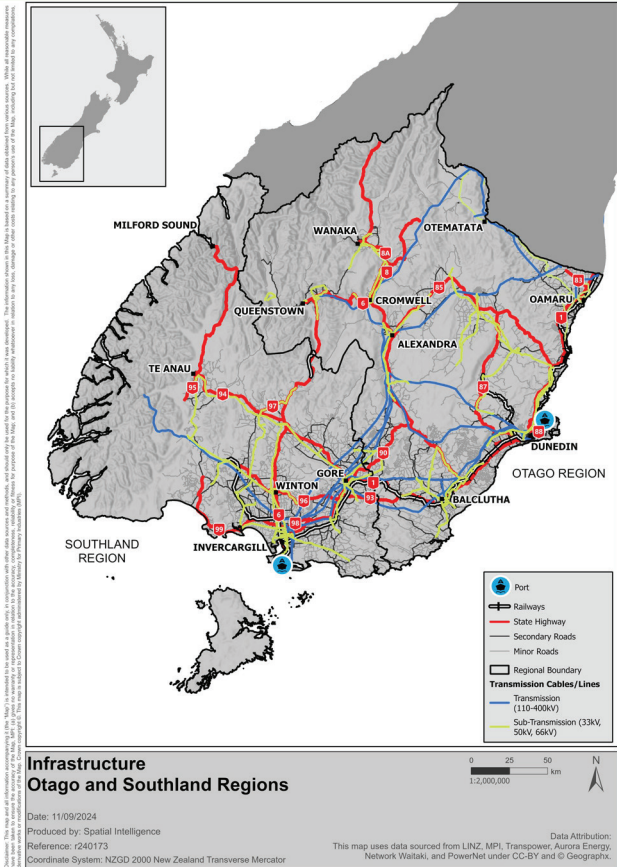 MILFORD SOUND
WANAKA
OTEMATATA
8A
8
83
85
OAMARU
QUEENSTOWN
6
CROMWELL
1
ALEXANDRA
TE ANAU
95
94
97
87
88
DUNEDIN
OTAGO REGION
90
GORE
1
WINTON
96
93
BALCLUTHA
6
98
99
INVERCARGILL
SOUTHLAND
REGION
Port
Railways
State Highway
Secondary Roads
Minor Roads
Regional Boundary
Transmission Cables/Lines
Transmission
(110-400kV)
Sub-Transmission (33kV,
50kV, 66kV)
Infrastructure
Otago and Southland Regions
0 25 50
km
1:2,000,000
N
Date: 11/09/2024
Produced by: Spatial Intelligence
Reference: r240173
Coordinate System: NZGD 2000 New Zealand Transverse Mercator
Data Attribution:
This map uses data sourced from LINZ, MPI, Transpower, Aurora Energy,
Network Waitaki, and PowerNet under CC-BY and © Geographx.